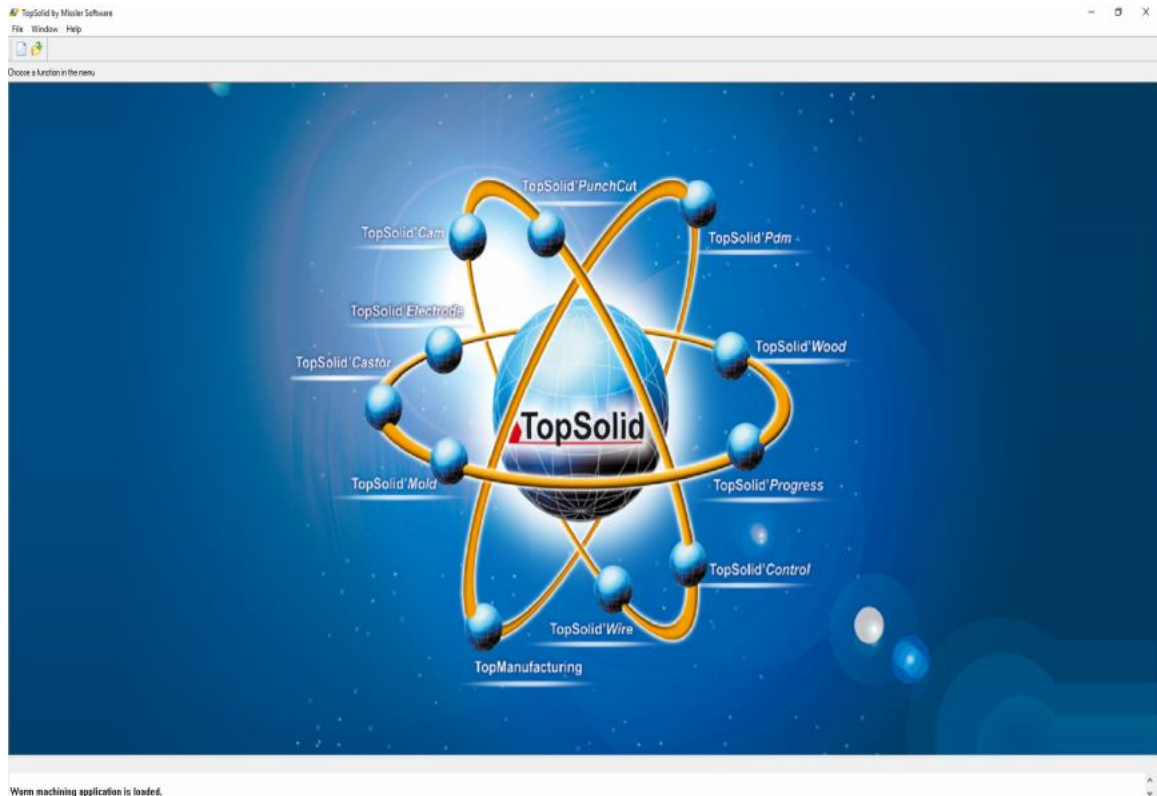 TopSolid by Missler Software
File Window Help
Choose a function in the menu
TopSolid'PunchCut
TopSolid'Cam
TopSolid'Pdm
TopSolid'Electrode
TopSolid'Wood
TopSolid'Castor
TopSolid
TopSolid'Mold
TopSolid'Progress
TopSolid'Control
TopSolid'Wire
TopManufacturing
Worm machining application is loaded.